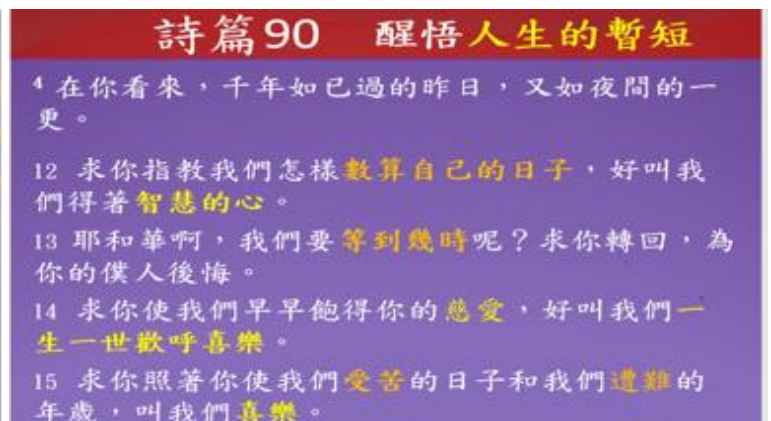 詩篇90 醒悟人生的暫短
4 在你看來，千年如已過的昨日，又如夜間的一
更。
12 求你指教我們怎樣數算自己的日子，好叫我
們得著智慧的心。
13 耶和華啊，我們要等到幾時呢？求你轉回，為
你的僕人後悔。
14 求你使我們早早飽得你的慈愛，好叫我們一
生一世歡呼喜樂。
15 求你照著你使我們受苦的日子和我們遭難的
年歲，叫我們喜樂。